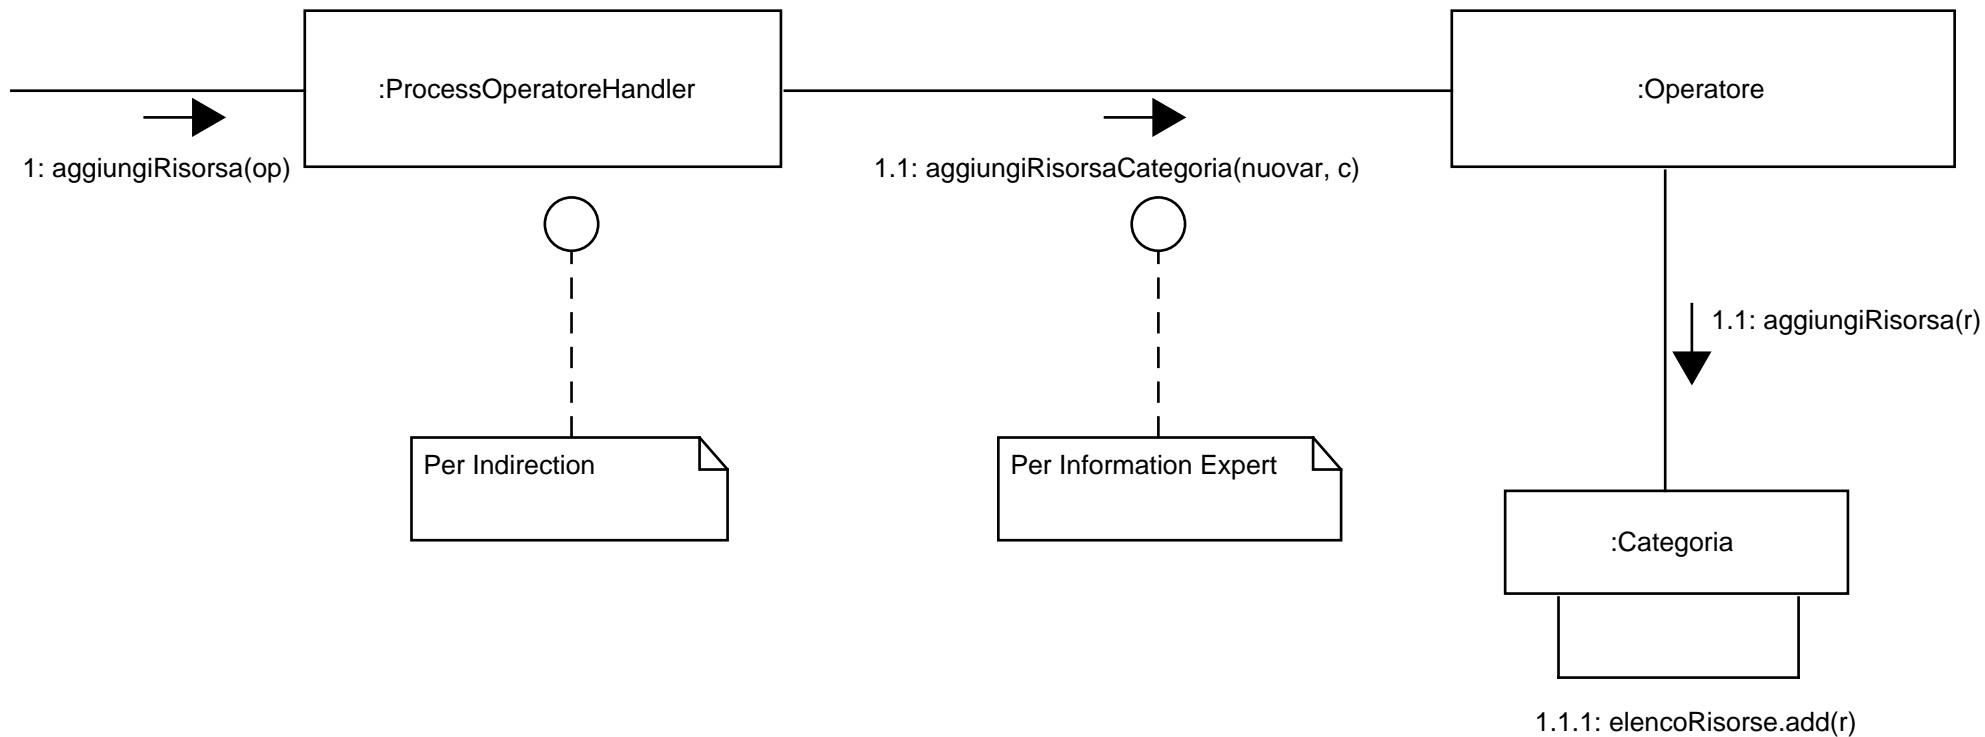 :ProcessOperatoreHandler
:Operatore
1: aggiungiRisorsa(op)
1.1: aggiungiRisorsaCategoria(nuovar, c)
1.1: aggiungiRisorsa(r)
Per Indirection
Per Information Expert
:Categoria
1.1.1: elencoRisorse.add(r)